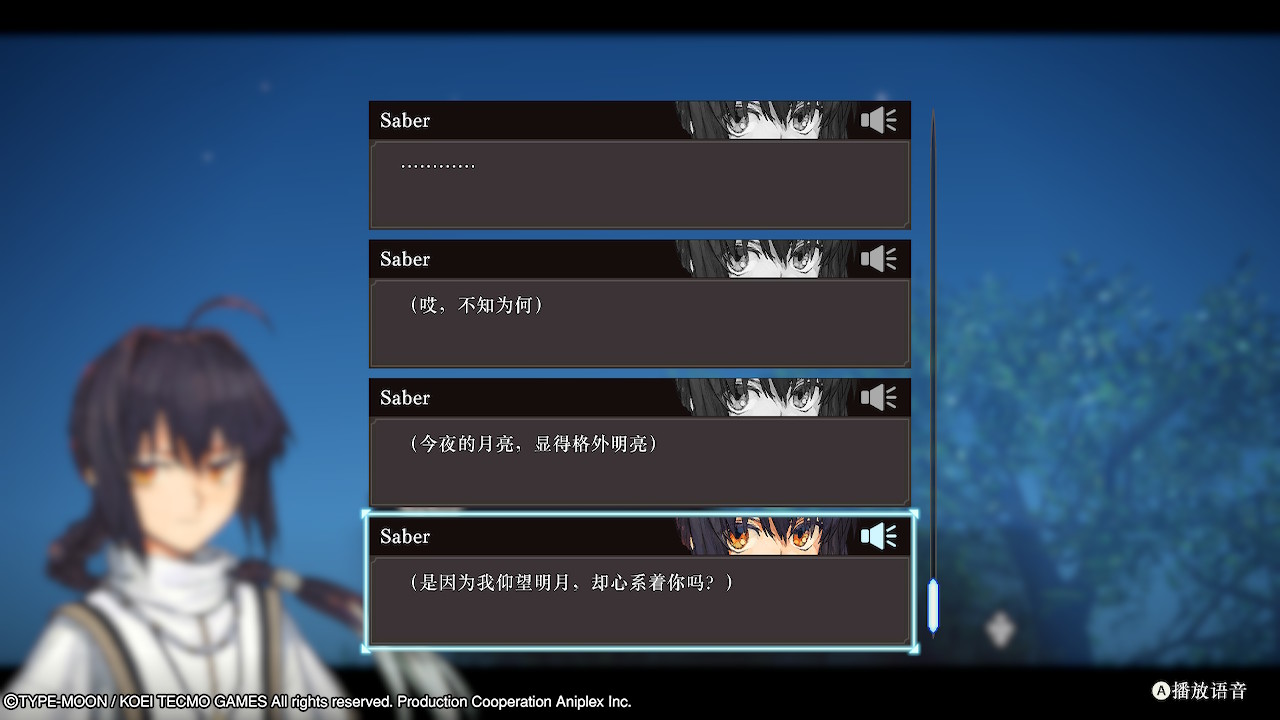 Saber
…………
Saber
（哎，不知为何）
Saber
（今夜的月亮，显得格外明亮）
Saber
（是因为我仰望明月，却心系着你吗？）
©TYPE-MOON / KOEI TECMO GAMES All rights reserved. Production Cooperation Aniplex Inc.
A播放语音